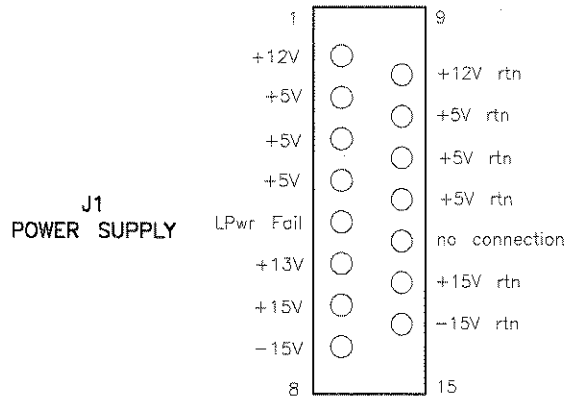 1 9
+12V
+12V rtn
+5V
+5V rtn
+5V
+5V rtn
+5V
+5V rtn
J1
POWER SUPPLY
LPwr Fail
no connection
+13V
+15V rtn
+15V
-15V rtn
-15V
8 15